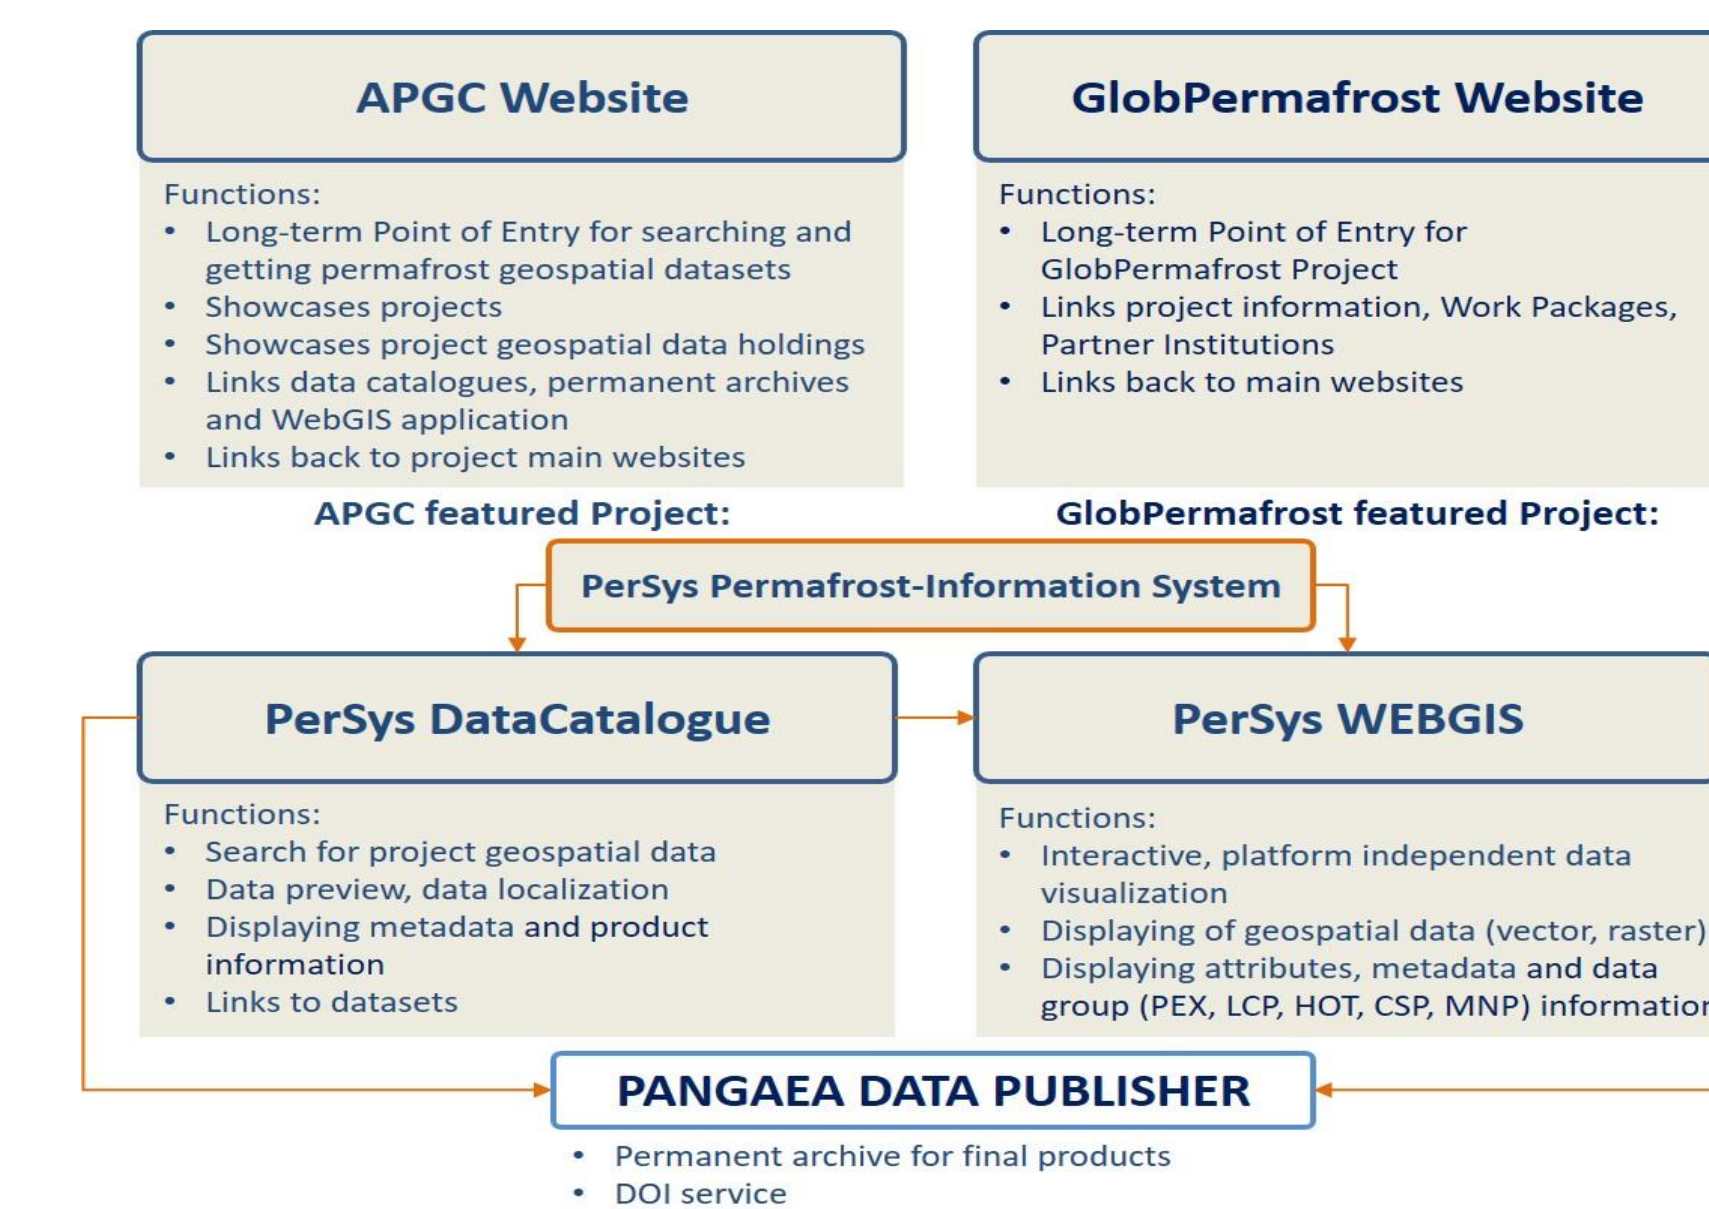 APGC Website
Functions:
• Long-term Point of Entry for searching and
getting permafrost geospatial datasets
• Showcases projects
• Showcases project geospatial data holdings
• Links data catalogues, permanent archives
and WebGIS application
• Links back to project main websites
APGC featured Project:
GlobPermafrost Website
Functions:
• Long-term Point of Entry for
GlobPermafrost Project
• Links project information, Work Packages,
Partner Institutions
• Links back to main websites
GlobPermafrost featured Project:
PerSys Permafrost-Information System
PerSys DataCatalogue
Functions:
• Search for project geospatial data
• Data preview, data localization
• Displaying metadata and product
information
• Links to datasets
PerSys WEBGIS
Functions:
• Interactive, platform independent data
visualization
• Displaying of geospatial data (vector, raster)
• Displaying attributes, metadata and data
group (PEX, LCP, HOT, CSP, MNP) information
PANGAEA DATA PUBLISHER
• Permanent archive for final products
• DOI service